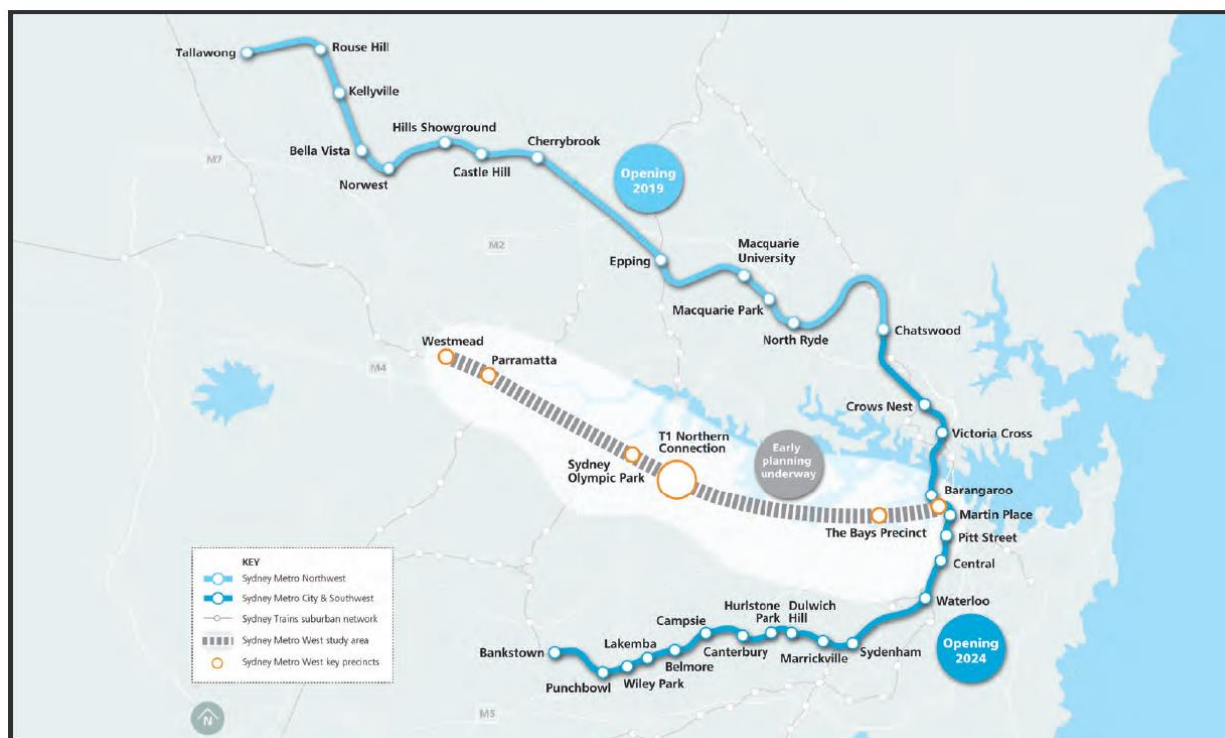 Tallawong
Rouse Hill
Kellyville
Hills Showground
Cherrybrook
Bella Vista
Norwest
Castle Hill
Opening
2019
M7
M2
Epping
Macquarie
University
Macquarie Park
North Ryde
Chatswood
Westmead
Parramatta
M4
Crows Nest
Victoria Cross
T1 Northern
Connection
Early
planning
underway
Sydney
Olympic Park
Barangaroo
Martin Place
The Bays Precinct
Pitt Street
Central
Waterloo
KEY
Sydney Metro Northwest
Sydney Metro City & Southwest
Sydney Trains suburban network
Sydney Metro West study area
Sydney Metro West key precincts
Hurlstone
Park
Dulwich
Hill
Campsie
Lakemba
Bankstown
Canterbury
Sydenham
Belmore
Marrickville
Punchbowl
Wiley Park
Opening
2024
M5
N